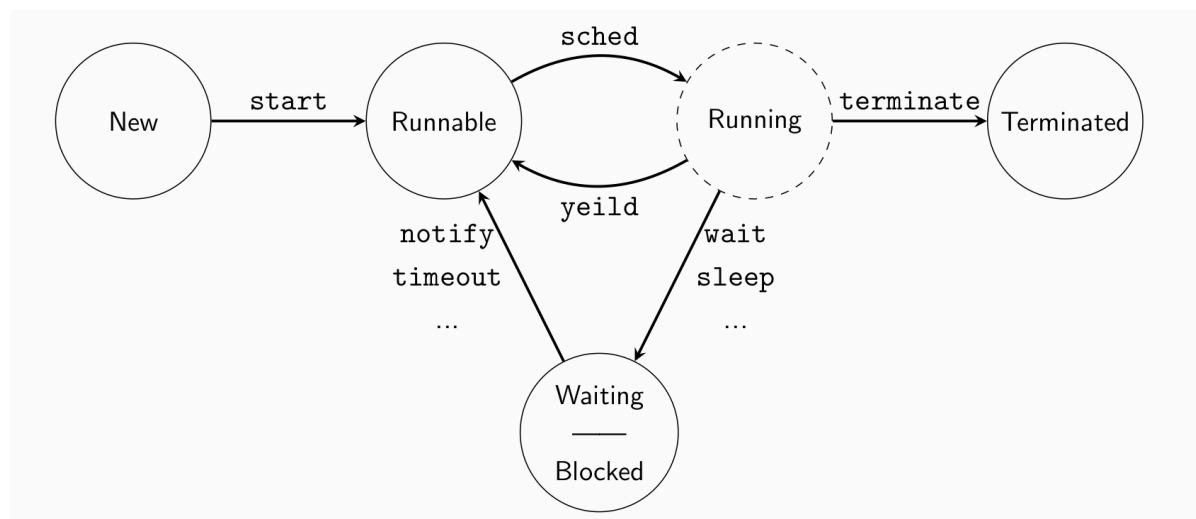 sched
start
terminate
New
Runnable
Running
Terminated
yeild
notify
wait
timeout
sleep
...
...
Waiting
Blocked